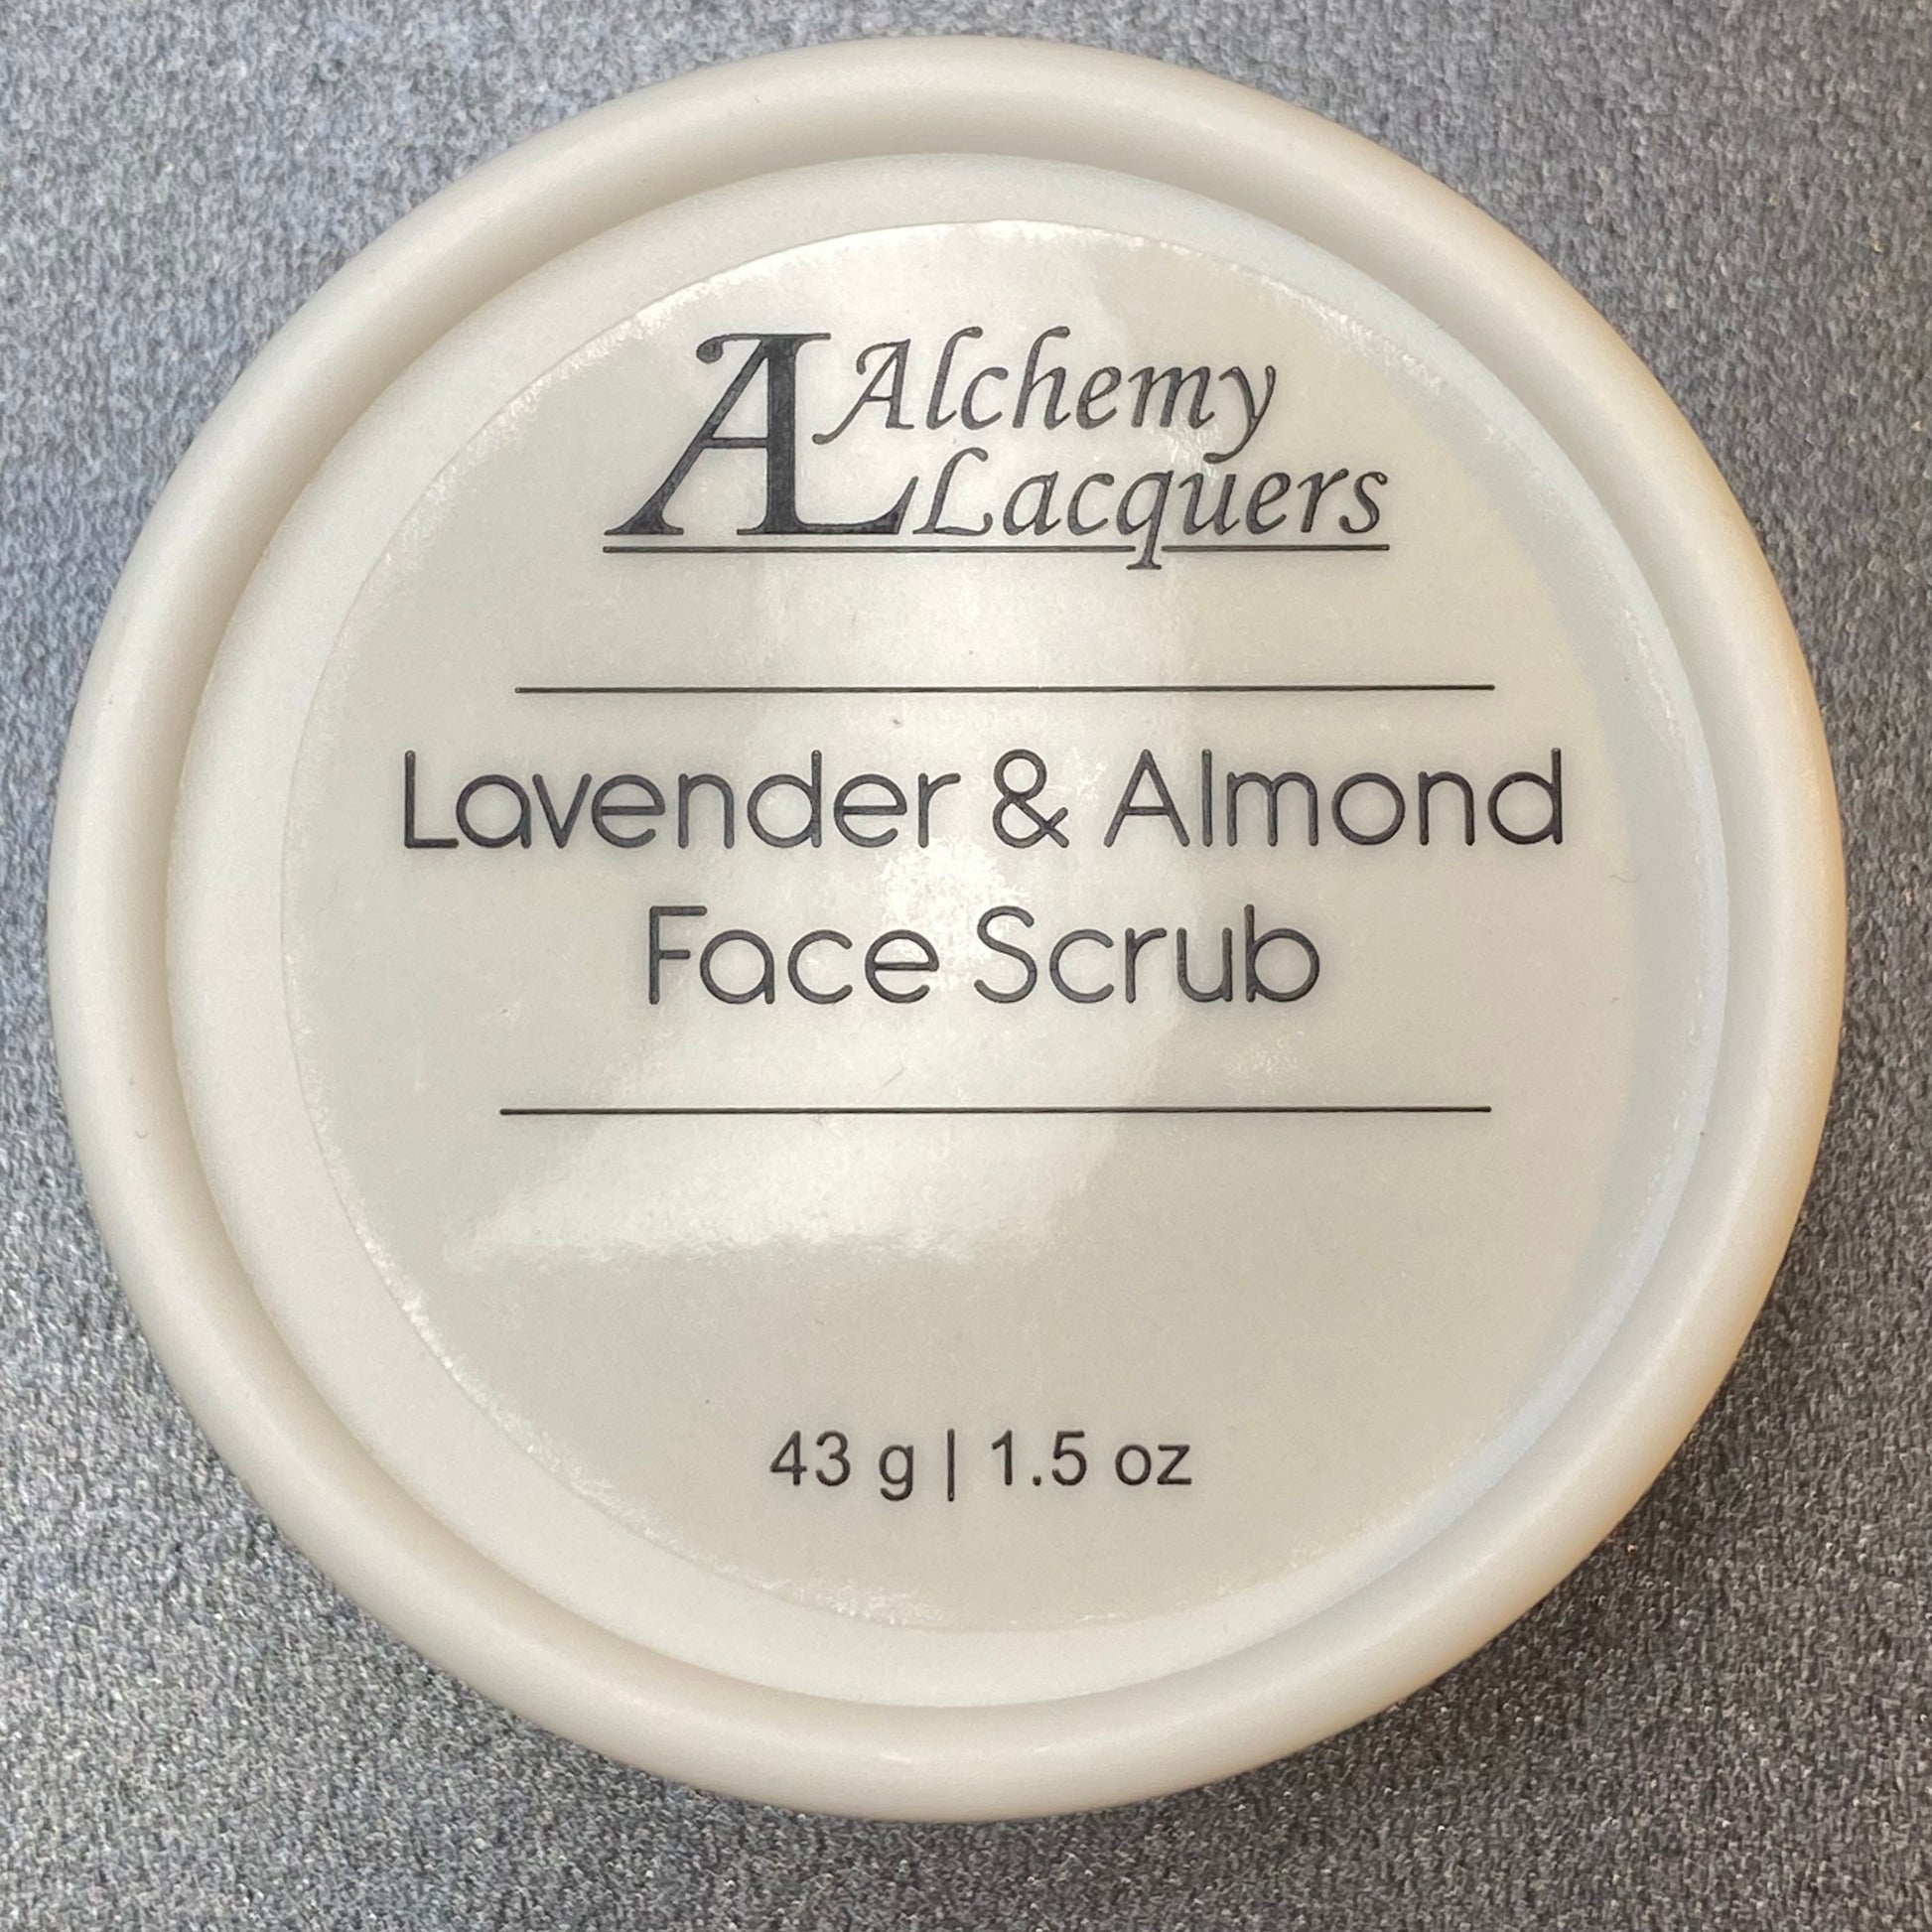 AL Alchemy
Lacquers
Lavender & Almond
Face Scrub
43 g | 1.5 oz